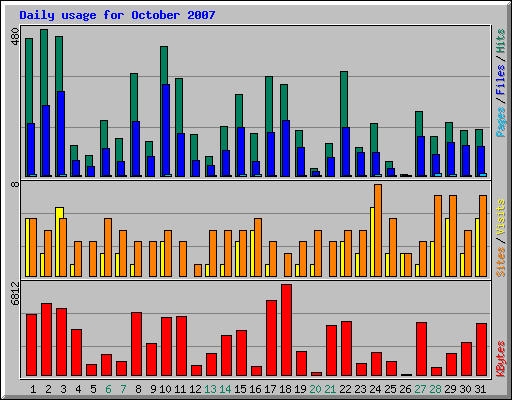 Daily usage for October 2007
480
Pages / Files / Hits
8
Sites / Visits
6812
KBytes
1 2 3 4 5 6 7 8 9 10 11 12 13 14 15 16 17 18 19 20 21 22 23 24 25 26 27 28 29 30 31